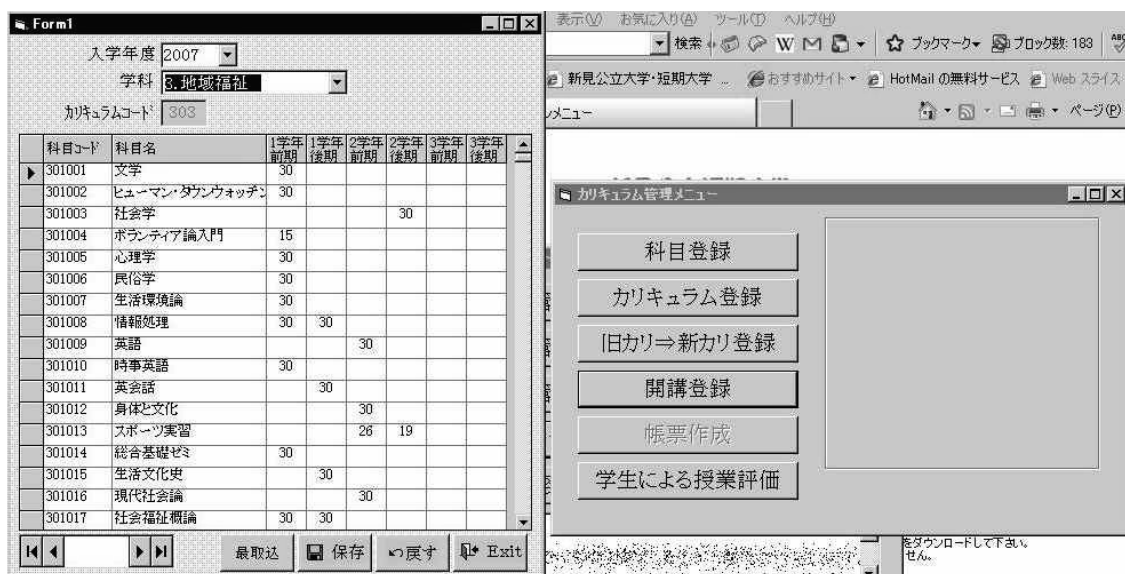 Form1
入学年度 2007
学科 8.地域福祉
カリキュラムコード 303
科目コード 科目名 1学年前期 1学年後期 2学年前期 2学年後期 3学年前期 3学年後期
301001 文学 30
301002 ヒューマン・タウンウォッチン 30
301003 社会学 30
301004 ボランティア論入門 15
301005 心理学 30
301006 民俗学 30
301007 生活環境論 30
301008 情報処理 30 30
301009 英語 30
301010 時事英語 30
301011 英会話 30
301012 身体と文化 30
301013 スポーツ実習 26 19
301014 総合基礎ゼミ 30
301015 生活文化史 30
301016 現代社会論 30
301017 社会福祉概論 30 30
最取込 保存 戻す Exit
表示(V) お気に入り(A) ツール(T) ヘルプ(H)
検索 W M ブックマーク ブロック数: 183 ABC
新見公立大学・短期大学 ... おすすめサイト HotMail の無料サービス Web スライス
メニュー ページ(P)
カリキュラム管理メニュー
科目登録
カリキュラム登録
旧カリ⇒新カリ登録
開講登録
帳票作成
学生による授業評価
をダウンロードして下さい。
せん。